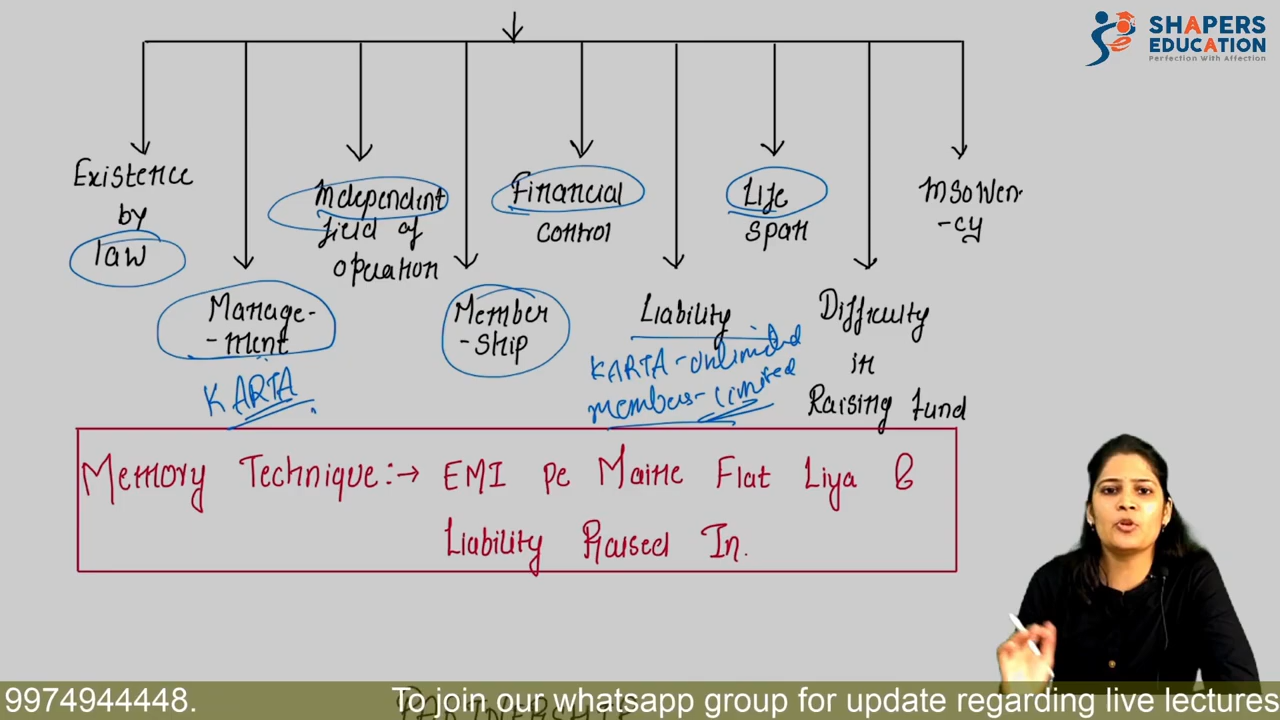 SHAPERS
EDUCATION
Perfection With Affection
Existence
by
law
Manage-
-ment
KARTA
Independent
field of
operation
Member
-ship
Financial
control
Liability
KARTA-unlimited
members-limited
Life
span
Difficulty
in
Raising Fund
Insolven
-cy
Memory Technique:→ EMI pe Maine Flat Liya &
Liability Raised In.
PARTNERSHIP
9974944448. To join our whatsapp group for update regarding live lectures